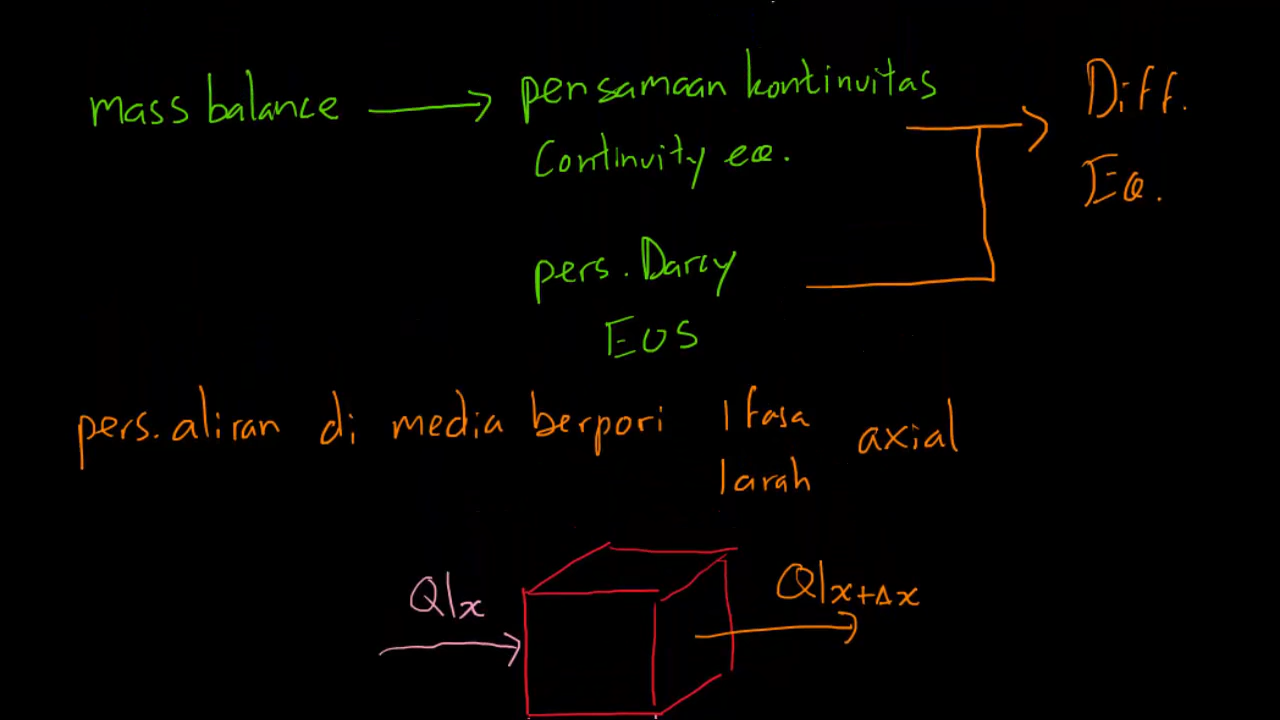 mass balance → persamaan kontinuitas
Continuity eq.
Diff.
Eq.
pers. Darcy
EOS
pers. aliran di media berpori 1 fasa axial
1 arah
Q|x
Q|x+Δx